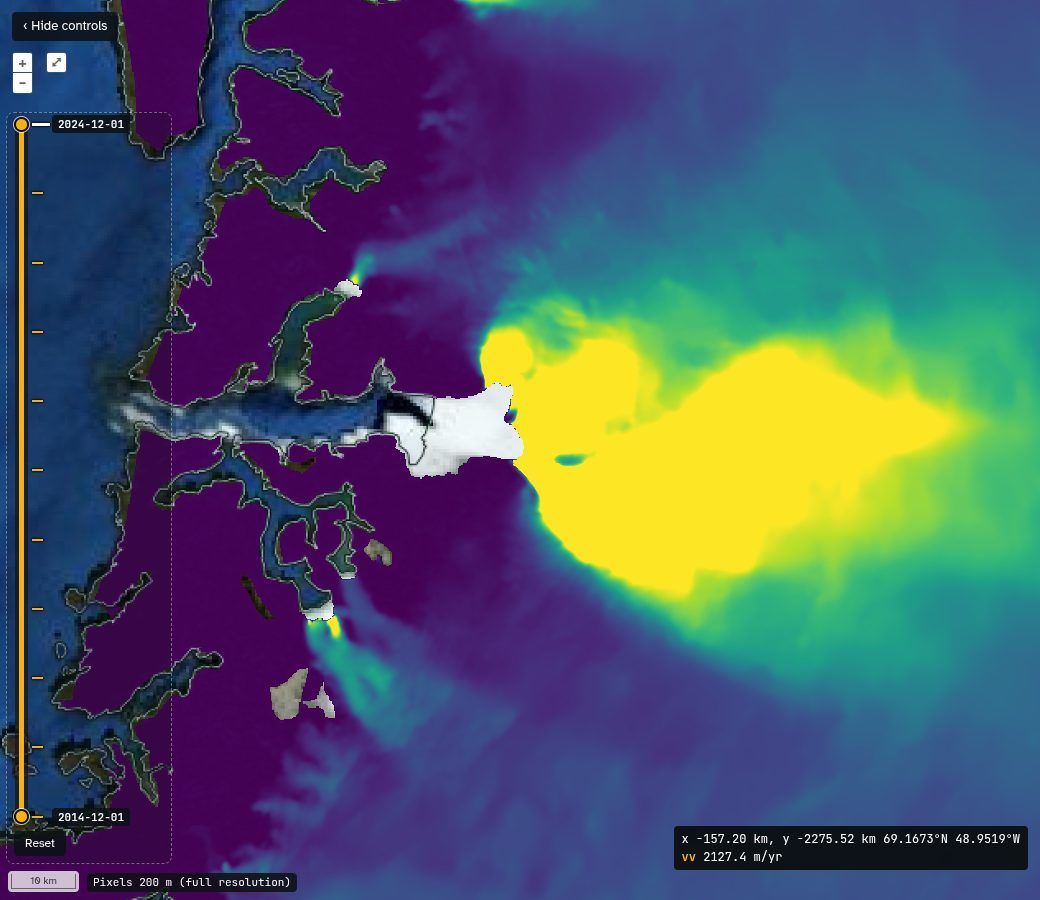 ‹ Hide controls
+
⤢
−
2024-12-01
2014-12-01
Reset
10 km
Pixels 200 m (full resolution)
x -157.20 km, y -2275.52 km 69.1673°N 48.9519°W
vv 2127.4 m/yr